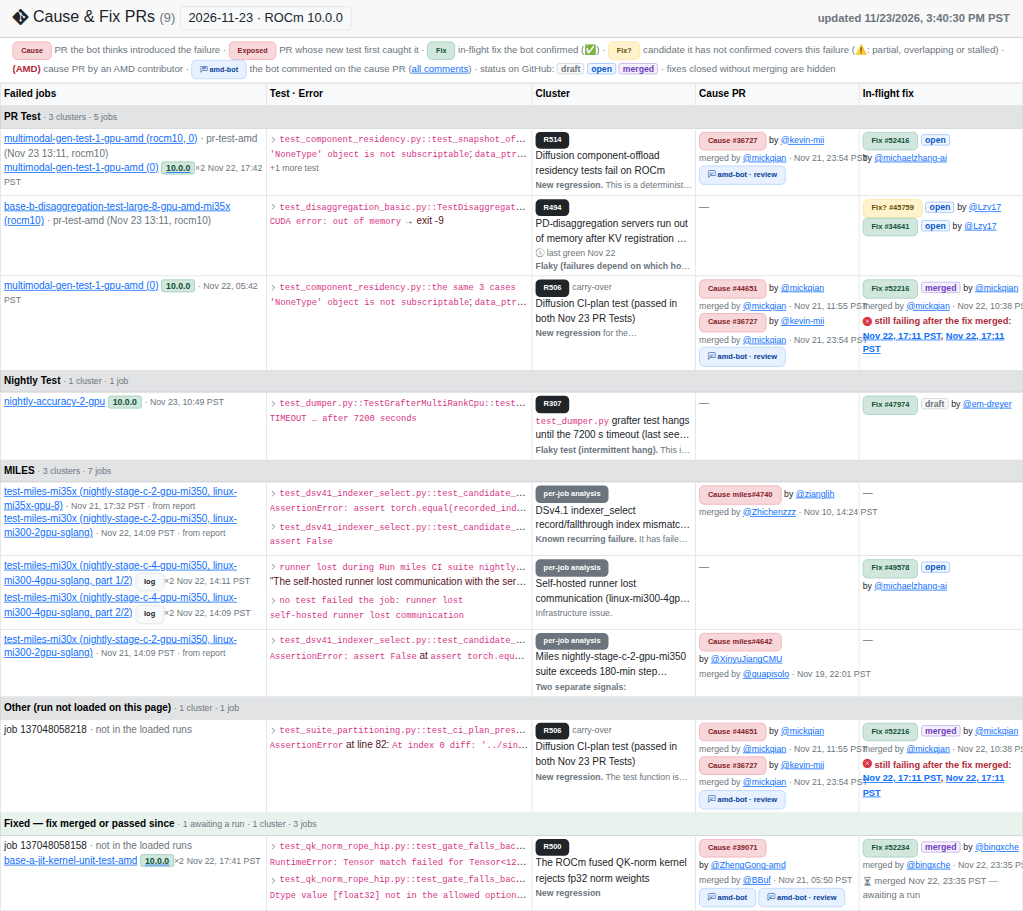 Cause & Fix PRs (9) 2026-11-23 · ROCm 10.0.0
updated 11/23/2026, 3:40:30 PM PST
Cause PR the bot thinks introduced the failure · Exposed PR whose new test first caught it · Fix in-flight fix the bot confirmed (✅) · Fix? candidate it has not confirmed covers this failure (⚠️: partial, overlapping or stalled) ·
(AMD) cause PR by an AMD contributor · amd-bot the bot commented on the cause PR (all comments) · status on GitHub: draft open merged · fixes closed without merging are hidden
Failed jobs Test · Error Cluster Cause PR In-flight fix
PR Test · 3 clusters · 5 jobs
multimodal-gen-test-1-gpu-amd (rocm10, 0) · pr-test-amd
(Nov 23 13:11, rocm10)
multimodal-gen-test-1-gpu-amd (0) 10.0.0 ×2 Nov 22, 17:42
PST
test_component_residency.py::test_snapshot_of…
'NoneType' object is not subscriptable; data_ptr…
+1 more test
R514
Diffusion component-offload
residency tests fail on ROCm
New regression. This is a determinist…
Cause #36727 by @kevin-mii
merged by @mickqian · Nov 21, 23:54 PST
amd-bot · review
Fix #52416 open
by @michaelzhang-ai
base-b-disaggregation-test-large-8-gpu-amd-mi35x
(rocm10) · pr-test-amd (Nov 23 13:11, rocm10)
test_disaggregation_basic.py::TestDisaggregat…
CUDA error: out of memory → exit -9
R494
PD-disaggregation servers run out
of memory after KV registration …
last green Nov 22
Flaky (failures depend on which ho…
—
Fix? #45759 open by @Lzy17
Fix #34641 open by @Lzy17
multimodal-gen-test-1-gpu-amd (0) 10.0.0 · Nov 22, 05:42
PST
test_component_residency.py::the same 3 cases
'NoneType' object is not subscriptable; data_ptr…
R506 carry-over
Diffusion CI-plan test (passed in
both Nov 23 PR Tests)
New regression for the…
Cause #44651 by @mickqian
merged by @mickqian · Nov 21, 11:55 PST
Cause #36727 by @kevin-mii
merged by @mickqian · Nov 21, 23:54 PST
amd-bot · review
Fix #52216 merged by @mickqian
merged by @mickqian · Nov 22, 10:38 PS
still failing after the fix merged:
Nov 22, 17:11 PST, Nov 22, 17:11
PST
Nightly Test · 1 cluster · 1 job
nightly-accuracy-2-gpu 10.0.0 · Nov 23, 10:49 PST
test_dumper.py::TestGrafterMultiRankCpu::test…
TIMEOUT … after 7200 seconds
R307
test_dumper.py grafter test hangs
until the 7200 s timeout (last see…
Flaky test (intermittent hang). This i…
—
Fix #47974 draft by @em-dreyer
MILES · 3 clusters · 7 jobs
test-miles-mi35x (nightly-stage-c-2-gpu-mi350, linux-
mi35x-gpu-8) · Nov 21, 17:32 PST · from report
test-miles-mi30x (nightly-stage-c-2-gpu-mi350, linux-
mi300-2gpu-sglang) · Nov 22, 14:09 PST · from report
test_dsv41_indexer_select.py::test_candidate_…
AssertionError: assert torch.equal(recorded_ind…
test_dsv41_indexer_select.py::test_candidate_…
assert False
per-job analysis
DSv4.1 indexer_select
record/fallthrough index mismatc…
Known recurring failure. It has faile…
Cause miles#4740 by @zianglih
merged by @Zhichenzzz · Nov 10, 14:24 PST
—
test-miles-mi30x (nightly-stage-c-4-gpu-mi350, linux-
mi300-4gpu-sglang, part 1/2) log ×2 Nov 22, 14:11 PST
test-miles-mi30x (nightly-stage-c-4-gpu-mi350, linux-
mi300-4gpu-sglang, part 2/2) log ×2 Nov 22, 14:09 PST
runner lost during Run miles CI suite nightly…
"The self-hosted runner lost communication with the ser…
no test failed the job: runner lost
self-hosted runner lost communication
per-job analysis
Self-hosted runner lost
communication (linux-mi300-4gp…
Infrastructure issue.
—
Fix #49578 open
by @michaelzhang-ai
test-miles-mi30x (nightly-stage-c-2-gpu-mi350, linux-
mi300-2gpu-sglang) · Nov 21, 14:09 PST · from report
test_dsv41_indexer_select.py::test_candidate_…
AssertionError: assert False at assert torch.equ…
per-job analysis
Miles nightly-stage-c-2-gpu-mi350
suite exceeds 180-min step…
Two separate signals:
Cause miles#4642
by @XinyuJiangCMU
merged by @guapisolo · Nov 19, 22:01 PST
—
Other (run not loaded on this page) · 1 cluster · 1 job
job 137048058218 · not in the loaded runs
test_suite_partitioning.py::test_ci_plan_pres…
AssertionError at line 82: At index 0 diff: '../sin…
R506 carry-over
Diffusion CI-plan test (passed in
both Nov 23 PR Tests)
New regression. The test function is…
Cause #44651 by @mickqian
merged by @mickqian · Nov 21, 11:55 PST
Cause #36727 by @kevin-mii
merged by @mickqian · Nov 21, 23:54 PST
amd-bot · review
Fix #52216 merged by @mickqian
merged by @mickqian · Nov 22, 10:38 PS
still failing after the fix merged:
Nov 22, 17:11 PST, Nov 22, 17:11
PST
Fixed — fix merged or passed since · 1 awaiting a run · 1 cluster · 3 jobs
job 137048058158 · not in the loaded runs
base-a-jit-kernel-unit-test-amd 10.0.0 ×2 Nov 22, 17:41 PST
test_qk_norm_rope_hip.py::test_gate_falls_bac…
RuntimeError: Tensor match failed for Tensor<12…
test_qk_norm_rope_hip.py::test_gate_falls_bac…
Dtype value [float32] not in the allowed option…
R500
The ROCm fused QK-norm kernel
rejects fp32 norm weights
New regression
Cause #39071
by @ZhengGong-amd
merged by @BBuf · Nov 21, 05:50 PST
amd-bot amd-bot · review
Fix #52234 merged by @bingxche
merged by @bingxche · Nov 22, 23:35 PS
merged Nov 22, 23:35 PST —
awaiting a run